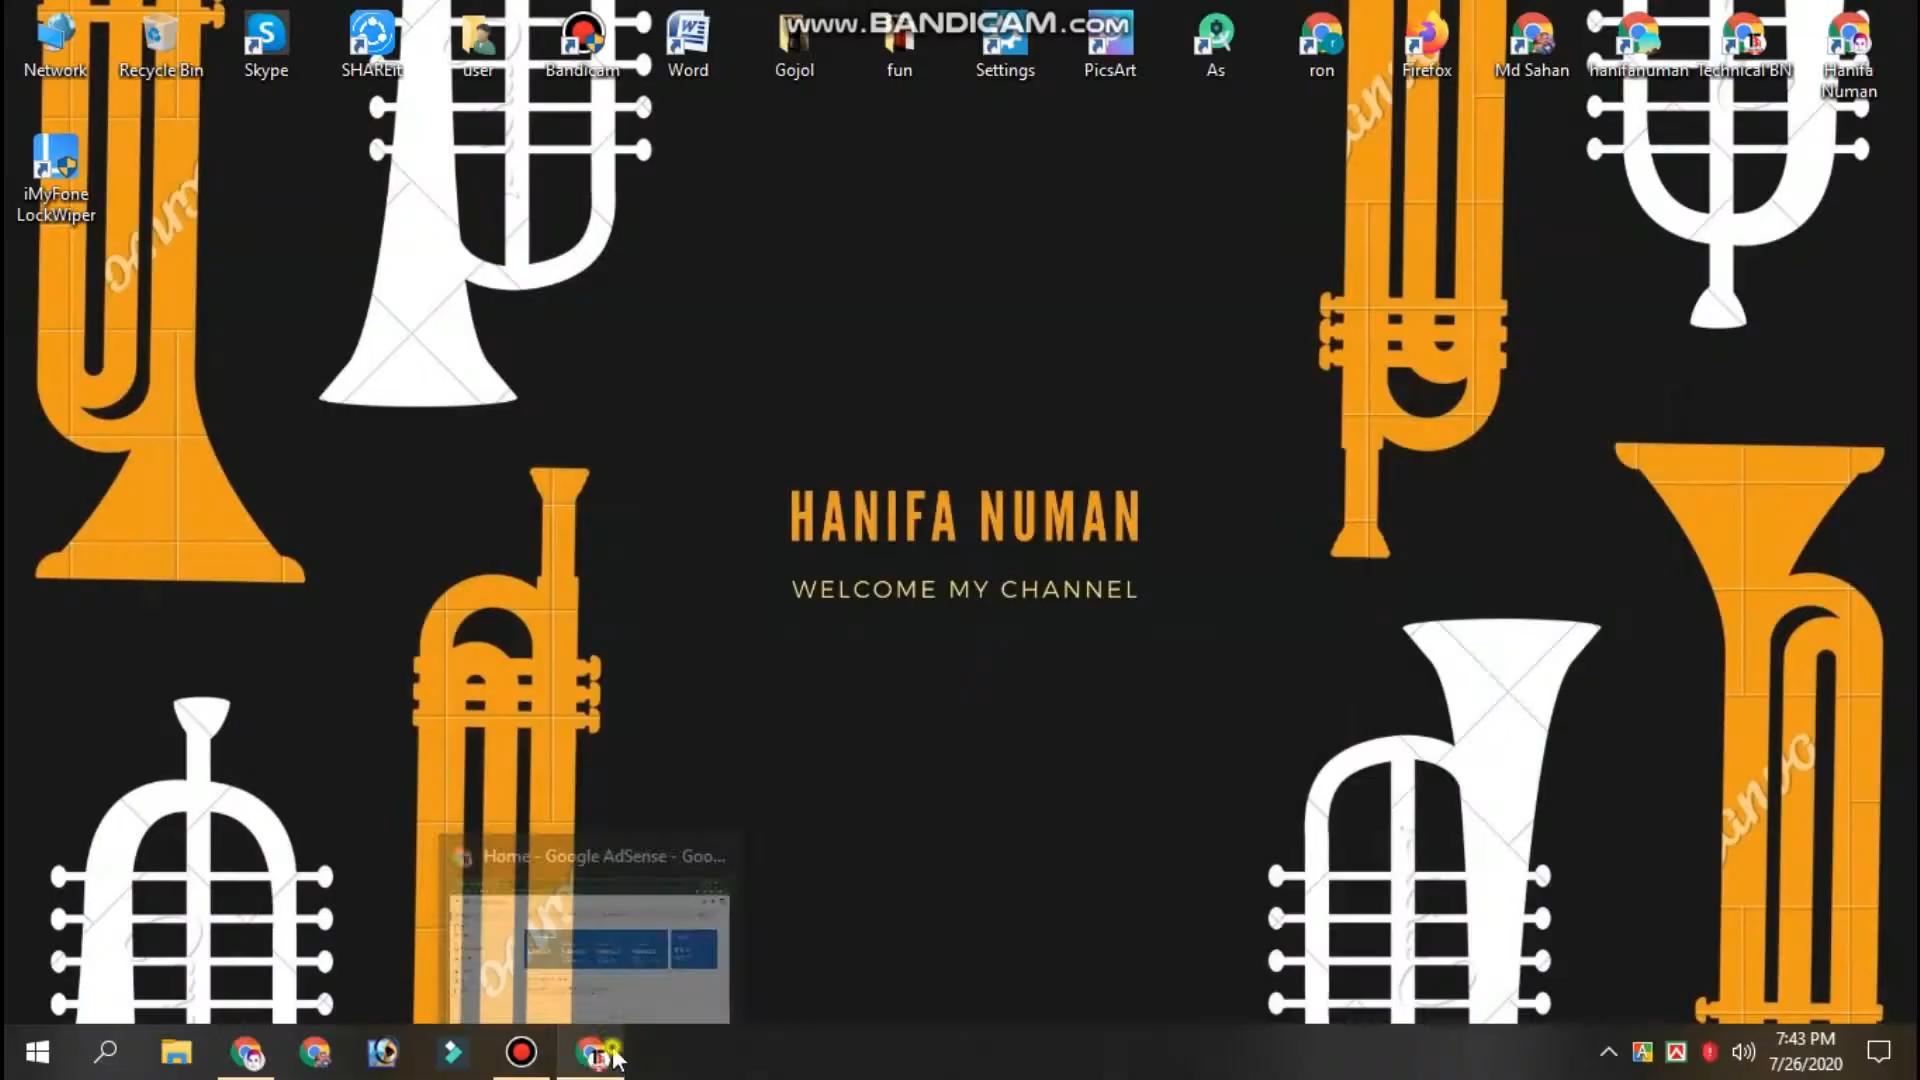 www.BANDICAM.com
Network
Recycle Bin
Skype
SHAREit
user
Bandicam
Word
Gojol
fun
Settings
PicsArt
As
ron
Firefox
Md Sahan
hanifanuman
Technical BN
Hanifa
Numan
iMyFone
LockWiper
HANIFA NUMAN
WELCOME MY CHANNEL
Home - Google AdSense - Goo...
7:43 PM
7/26/2020